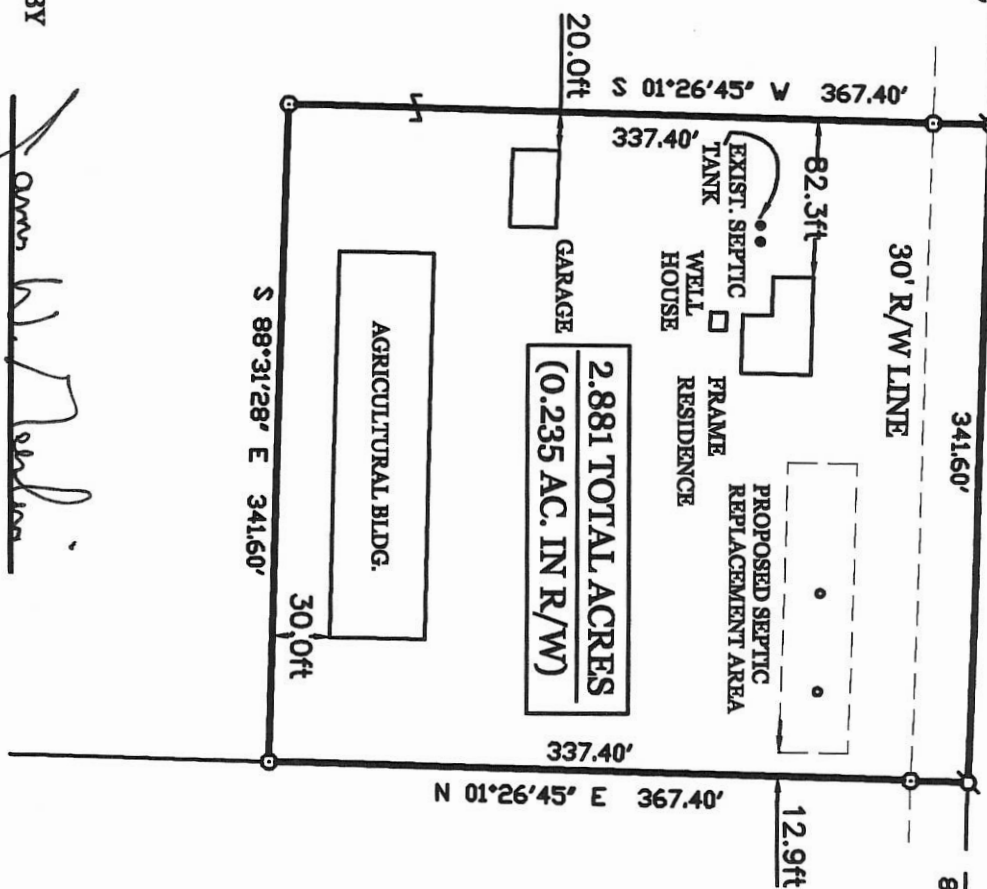 BY
20.0ft
S 01°26'45" W 367.40'
337.40'
EXIST. SEPTIC
TANK
82.3ft
30' R/W LINE
341.60'
GARAGE
WELL
HOUSE
FRAME
RESIDENCE
2.881 TOTAL ACRES
(0.235 AC. IN R/W)
PROPOSED SEPTIC
REPLACEMENT AREA
AGRICULTURAL BLDG.
S 88°31'28" E 341.60'
30.0ft
337.40'
N 01°26'45" E 367.40'
12.9ft
8